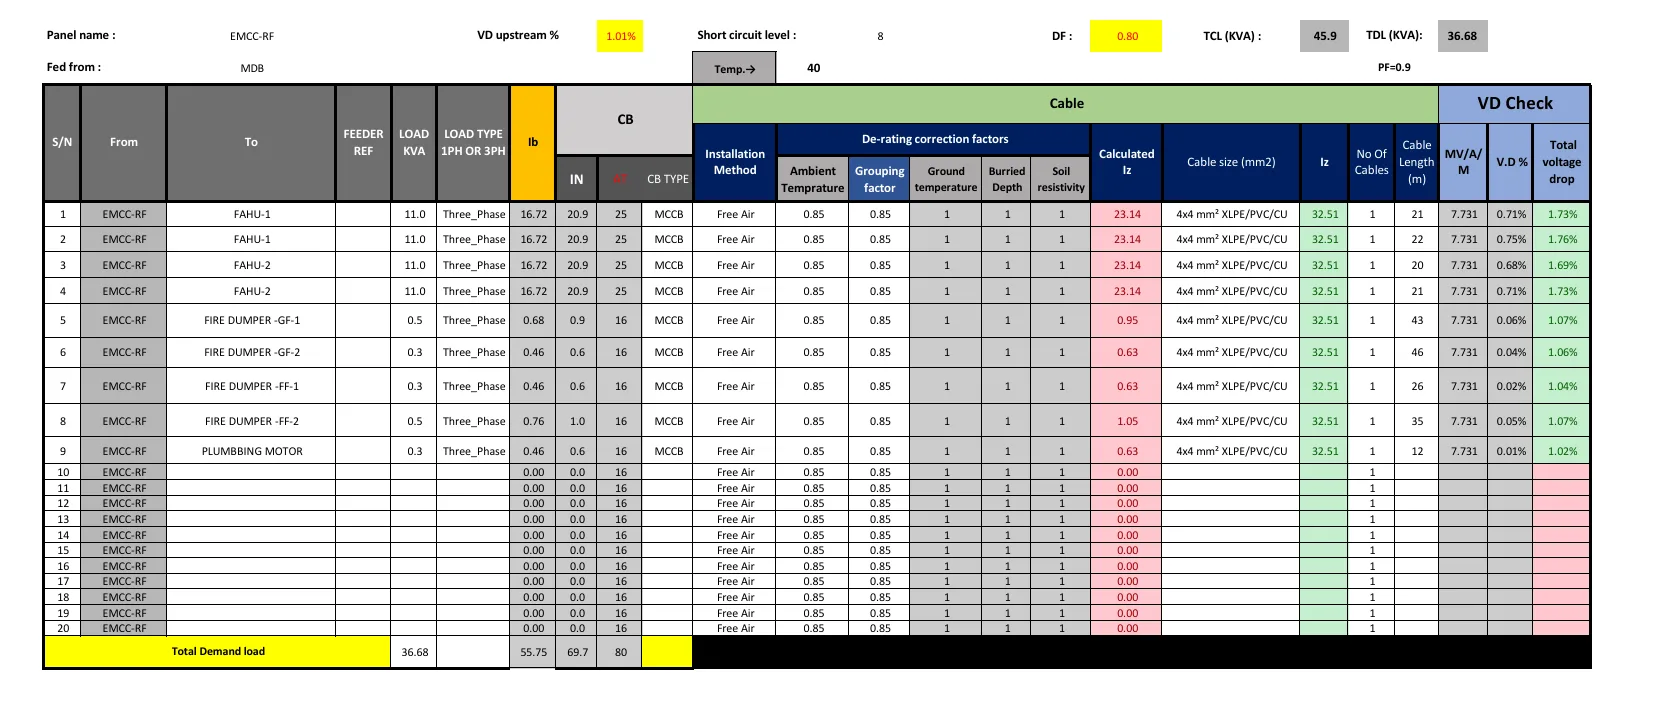 Panel name : EMCC-RF VD upstream % 1.01% Short circuit level : 8 DF : 0.80 TCL (KVA) : 45.9 TDL (KVA): 36.68
Fed from : MDB Temp.→ 40 PF=0.9
S/N From To FEEDER REF LOAD KVA LOAD TYPE 1PH OR 3PH Ib CB Cable VD Check
IN CB TYPE Installation Method De-rating correction factors Calculated Iz Cable size (mm2) Iz No Of Cables Cable Length (m) MV/A/M V.D % Total voltage drop
Ambient Temprature Grouping factor Ground temperature Burried Depth Soil resistivity
1 EMCC-RF FAHU-1 11.0 Three_Phase 16.72 20.9 25 MCCB Free Air 0.85 0.85 1 1 1 23.14 4x4 mm² XLPE/PVC/CU 32.51 1 21 7.731 0.71% 1.73%
2 EMCC-RF FAHU-1 11.0 Three_Phase 16.72 20.9 25 MCCB Free Air 0.85 0.85 1 1 1 23.14 4x4 mm² XLPE/PVC/CU 32.51 1 22 7.731 0.75% 1.76%
3 EMCC-RF FAHU-2 11.0 Three_Phase 16.72 20.9 25 MCCB Free Air 0.85 0.85 1 1 1 23.14 4x4 mm² XLPE/PVC/CU 32.51 1 20 7.731 0.68% 1.69%
4 EMCC-RF FAHU-2 11.0 Three_Phase 16.72 20.9 25 MCCB Free Air 0.85 0.85 1 1 1 23.14 4x4 mm² XLPE/PVC/CU 32.51 1 21 7.731 0.71% 1.73%
5 EMCC-RF FIRE DUMPER -GF-1 0.5 Three_Phase 0.68 0.9 16 MCCB Free Air 0.85 0.85 1 1 1 0.95 4x4 mm² XLPE/PVC/CU 32.51 1 43 7.731 0.06% 1.07%
6 EMCC-RF FIRE DUMPER -GF-2 0.3 Three_Phase 0.46 0.6 16 MCCB Free Air 0.85 0.85 1 1 1 0.63 4x4 mm² XLPE/PVC/CU 32.51 1 46 7.731 0.04% 1.06%
7 EMCC-RF FIRE DUMPER -FF-1 0.3 Three_Phase 0.46 0.6 16 MCCB Free Air 0.85 0.85 1 1 1 0.63 4x4 mm² XLPE/PVC/CU 32.51 1 26 7.731 0.02% 1.04%
8 EMCC-RF FIRE DUMPER -FF-2 0.5 Three_Phase 0.76 1.0 16 MCCB Free Air 0.85 0.85 1 1 1 1.05 4x4 mm² XLPE/PVC/CU 32.51 1 35 7.731 0.05% 1.07%
9 EMCC-RF PLUMBBING MOTOR 0.3 Three_Phase 0.46 0.6 16 MCCB Free Air 0.85 0.85 1 1 1 0.63 4x4 mm² XLPE/PVC/CU 32.51 1 12 7.731 0.01% 1.02%
10 EMCC-RF 0.00 0.0 16 Free Air 0.85 0.85 1 1 1 0.00 1
11 EMCC-RF 0.00 0.0 16 Free Air 0.85 0.85 1 1 1 0.00 1
12 EMCC-RF 0.00 0.0 16 Free Air 0.85 0.85 1 1 1 0.00 1
13 EMCC-RF 0.00 0.0 16 Free Air 0.85 0.85 1 1 1 0.00 1
14 EMCC-RF 0.00 0.0 16 Free Air 0.85 0.85 1 1 1 0.00 1
15 EMCC-RF 0.00 0.0 16 Free Air 0.85 0.85 1 1 1 0.00 1
16 EMCC-RF 0.00 0.0 16 Free Air 0.85 0.85 1 1 1 0.00 1
17 EMCC-RF 0.00 0.0 16 Free Air 0.85 0.85 1 1 1 0.00 1
18 EMCC-RF 0.00 0.0 16 Free Air 0.85 0.85 1 1 1 0.00 1
19 EMCC-RF 0.00 0.0 16 Free Air 0.85 0.85 1 1 1 0.00 1
20 EMCC-RF 0.00 0.0 16 Free Air 0.85 0.85 1 1 1 0.00 1
Total Demand load 36.68 55.75 69.7 80